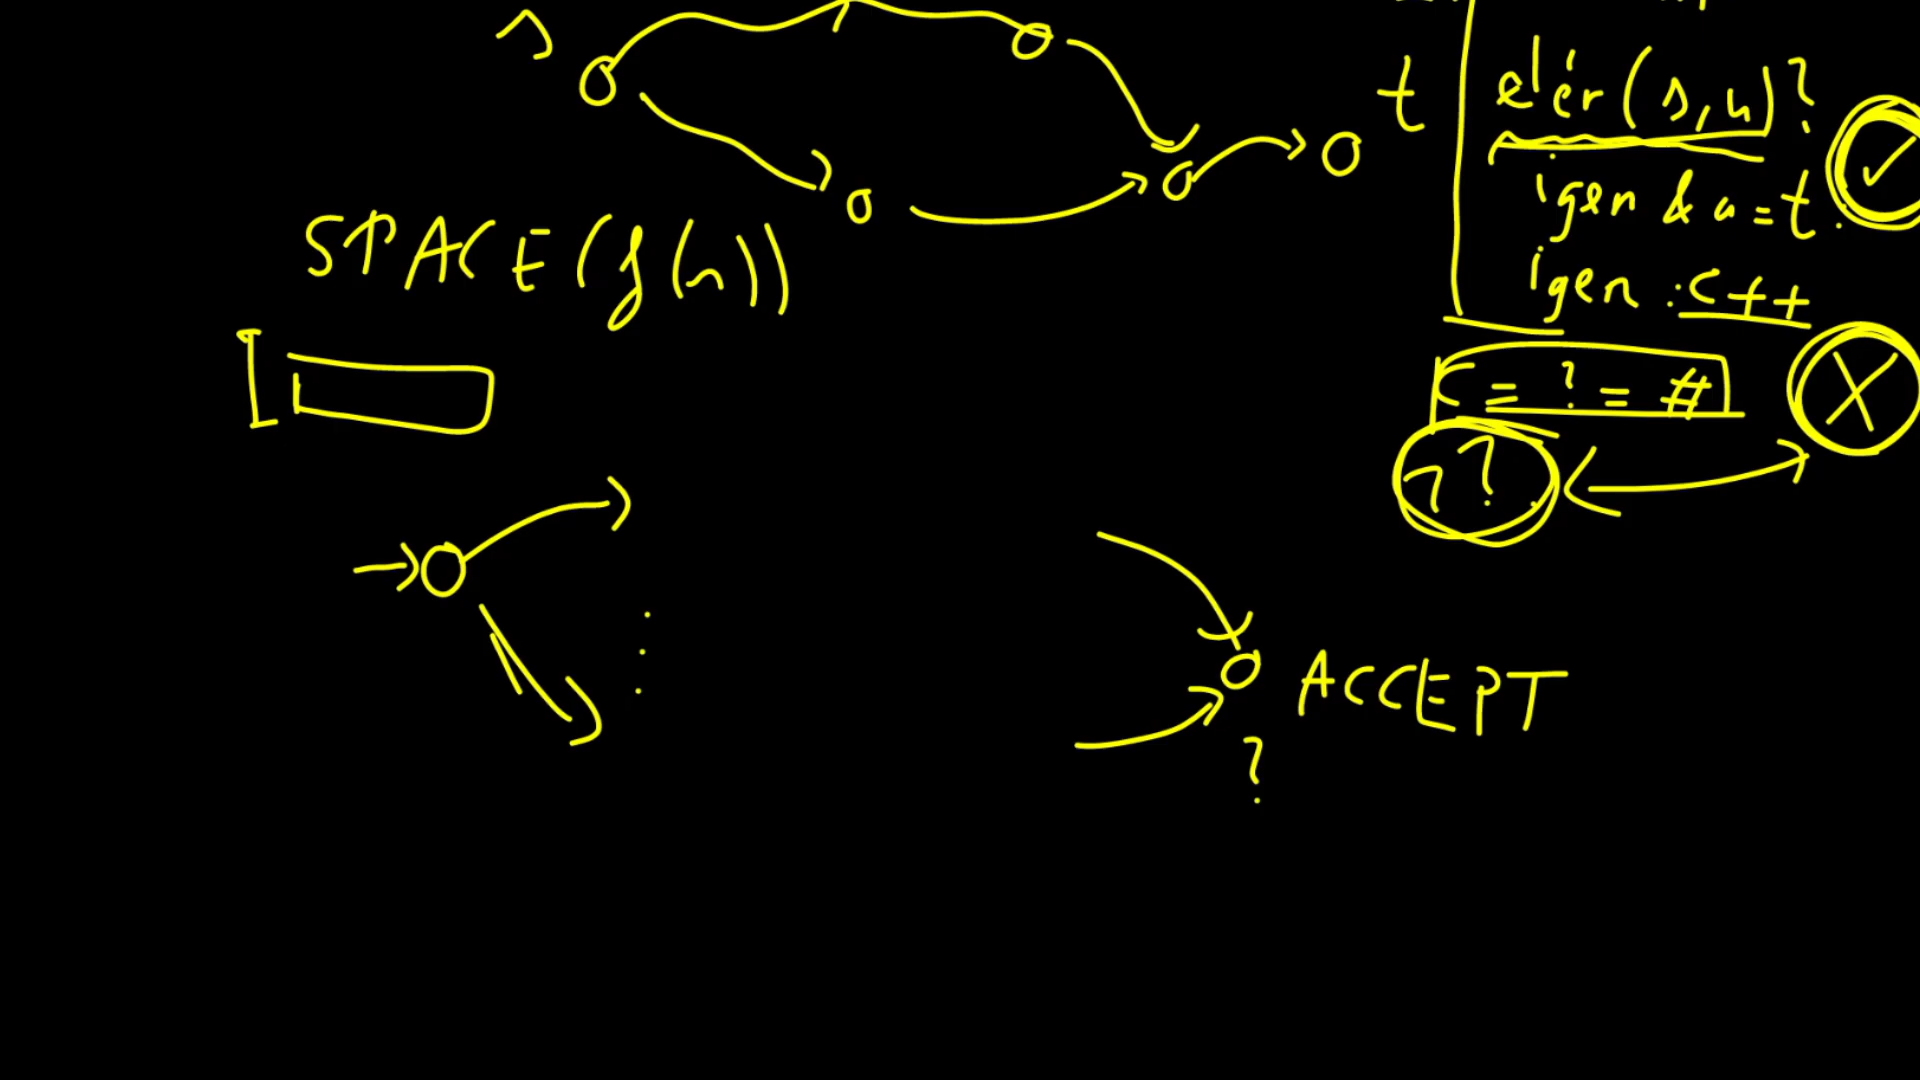 s
t
elér(s,u)?
igen & u=t.
igen : c++
SPACE(f(n))
C = ? = #
??
ACCEPT
?